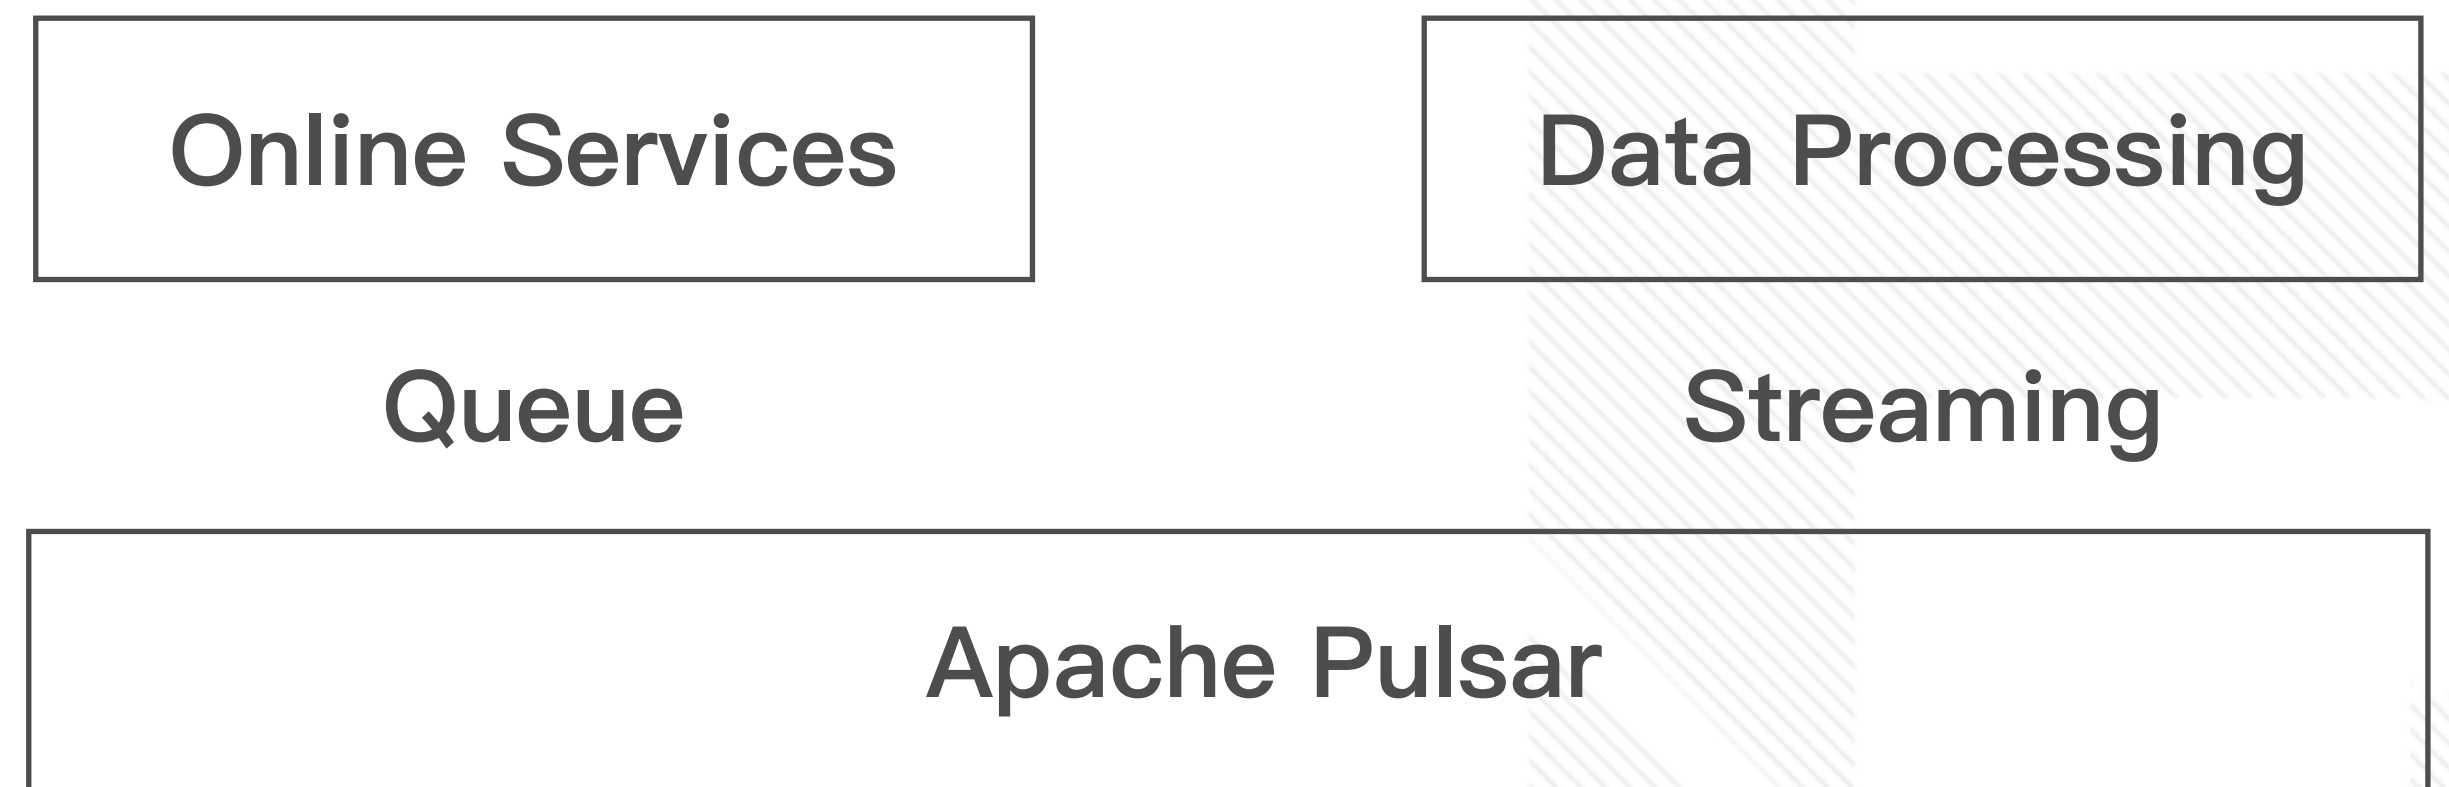 Online Services
Data Processing
Queue
Streaming
Apache Pulsar